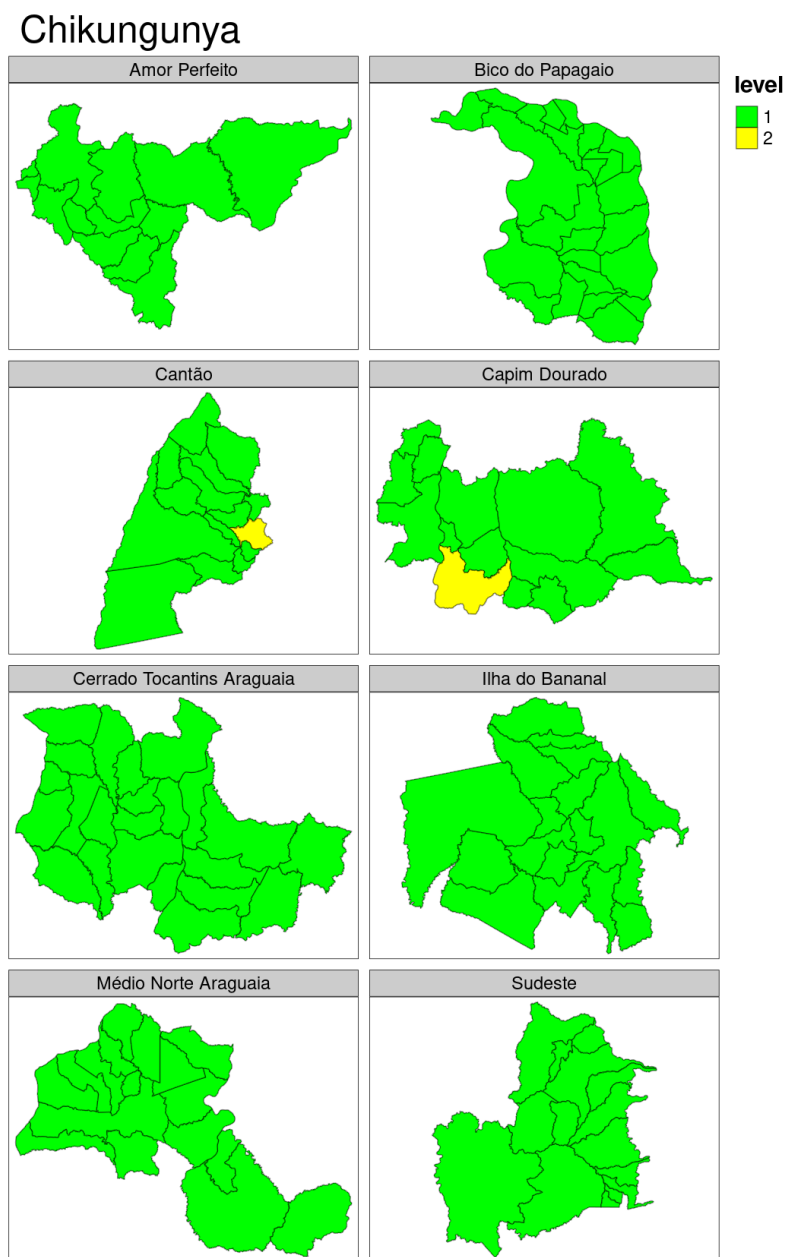 Chikungunya
Amor Perfeito
Bico do Papagaio
level
1
2
Cantão
Capim Dourado
Cerrado Tocantins Araguaia
Ilha do Bananal
Médio Norte Araguaia
Sudeste